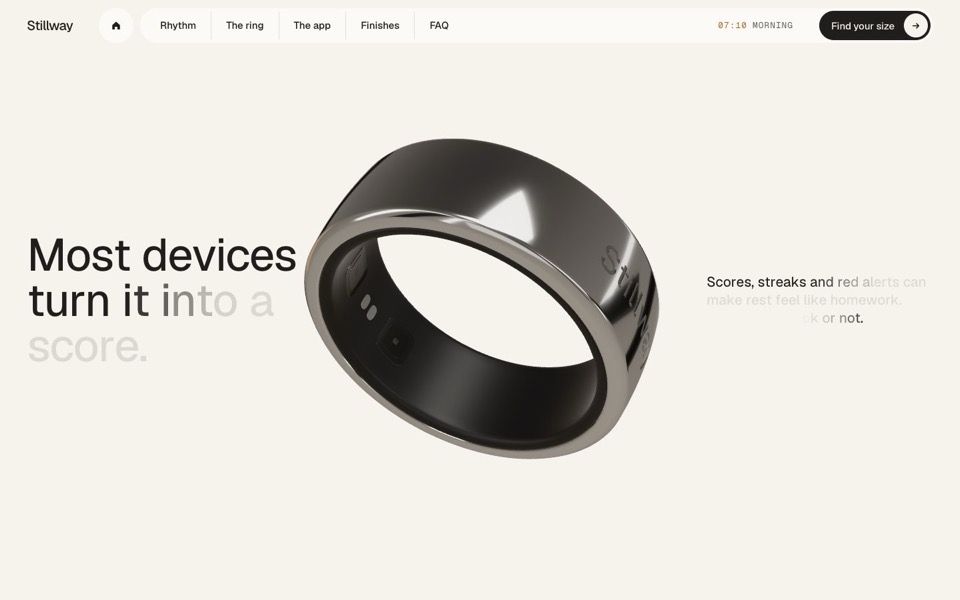 Stillway
Rhythm
The ring
The app
Finishes
FAQ
07:10 MORNING
Find your size
Most devices
turn it into a
score.
Scores, streaks and red alerts can
make rest feel like homework.
or not.